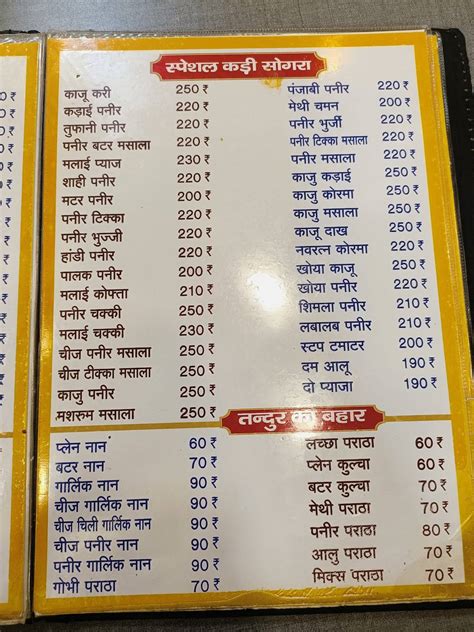 स्पेशल कड़ी सोगरा
काजू करी 250 ₹
कड़ाई पनीर 220 ₹
तुफानी पनीर 220 ₹
पनीर बटर मसाला 220 ₹
मलाई प्याज 230 ₹
शाही पनीर 220 ₹
मटर पनीर 200 ₹
पनीर टिक्का 220 ₹
पनीर भुज्जी 220 ₹
हांडी पनीर 220 ₹
पालक पनीर 200 ₹
मलाई कोफ्ता 210 ₹
पनीर चक्की 250 ₹
मलाई चक्की 230 ₹
चीज पनीर मसाला 250 ₹
चीज टीक्का मसाला 250 ₹
काजु पनीर 250 ₹
मशरुम मसाला 250 ₹
पंजाबी पनीर 220 ₹
मेथी चमन 200 ₹
पनीर भुर्जी 220 ₹
पनीर टिक्का मसाला 220 ₹
पनीर मसाला 220 ₹
काजु कड़ाई 250 ₹
काजु कोरमा 250 ₹
काजु मसाला 250 ₹
काजू दाख 250 ₹
नवरत्न कोरमा 220 ₹
खोया काजू 250 ₹
खोया पनीर 220 ₹
शिमला पनीर 210 ₹
लबालब पनीर 210 ₹
स्टप टमाटर 200 ₹
दम आलू 190 ₹
दो प्याजा 190 ₹
तन्दुर का बहार
प्लेन नान 60 ₹
बटर नान 70 ₹
गार्लिक नान 90 ₹
चीज गार्लिक नान 90 ₹
चीज चिली गार्लिक नान 90 ₹
चीज पनीर नान 90 ₹
पनीर गार्लिक नान 90 ₹
गोभी पराठा 70 ₹
लच्छा पराठा 60 ₹
प्लेन कुल्चा 60 ₹
बटर कुल्चा 70 ₹
मेथी पराठा 70 ₹
पनीर पराठा 80 ₹
आलु पराठा 70 ₹
मिक्स पराठा 70 ₹